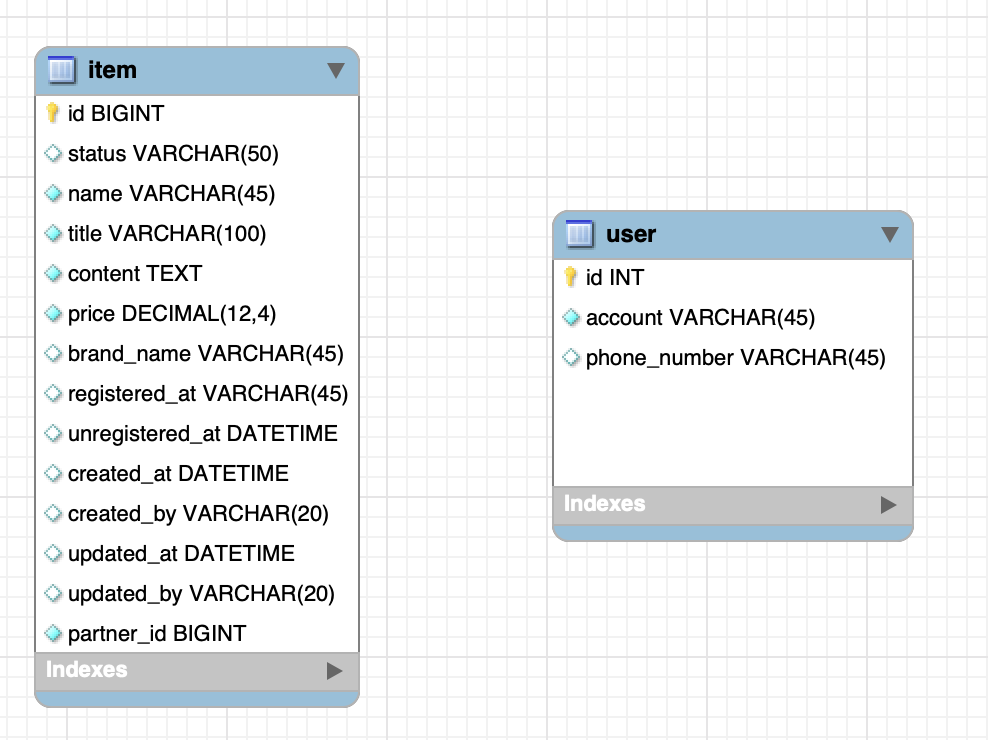 item
id BIGINT
status VARCHAR(50)
name VARCHAR(45)
title VARCHAR(100)
content TEXT
price DECIMAL(12,4)
brand_name VARCHAR(45)
registered_at VARCHAR(45)
unregistered_at DATETIME
created_at DATETIME
created_by VARCHAR(20)
updated_at DATETIME
updated_by VARCHAR(20)
partner_id BIGINT
Indexes
user
id INT
account VARCHAR(45)
phone_number VARCHAR(45)
Indexes